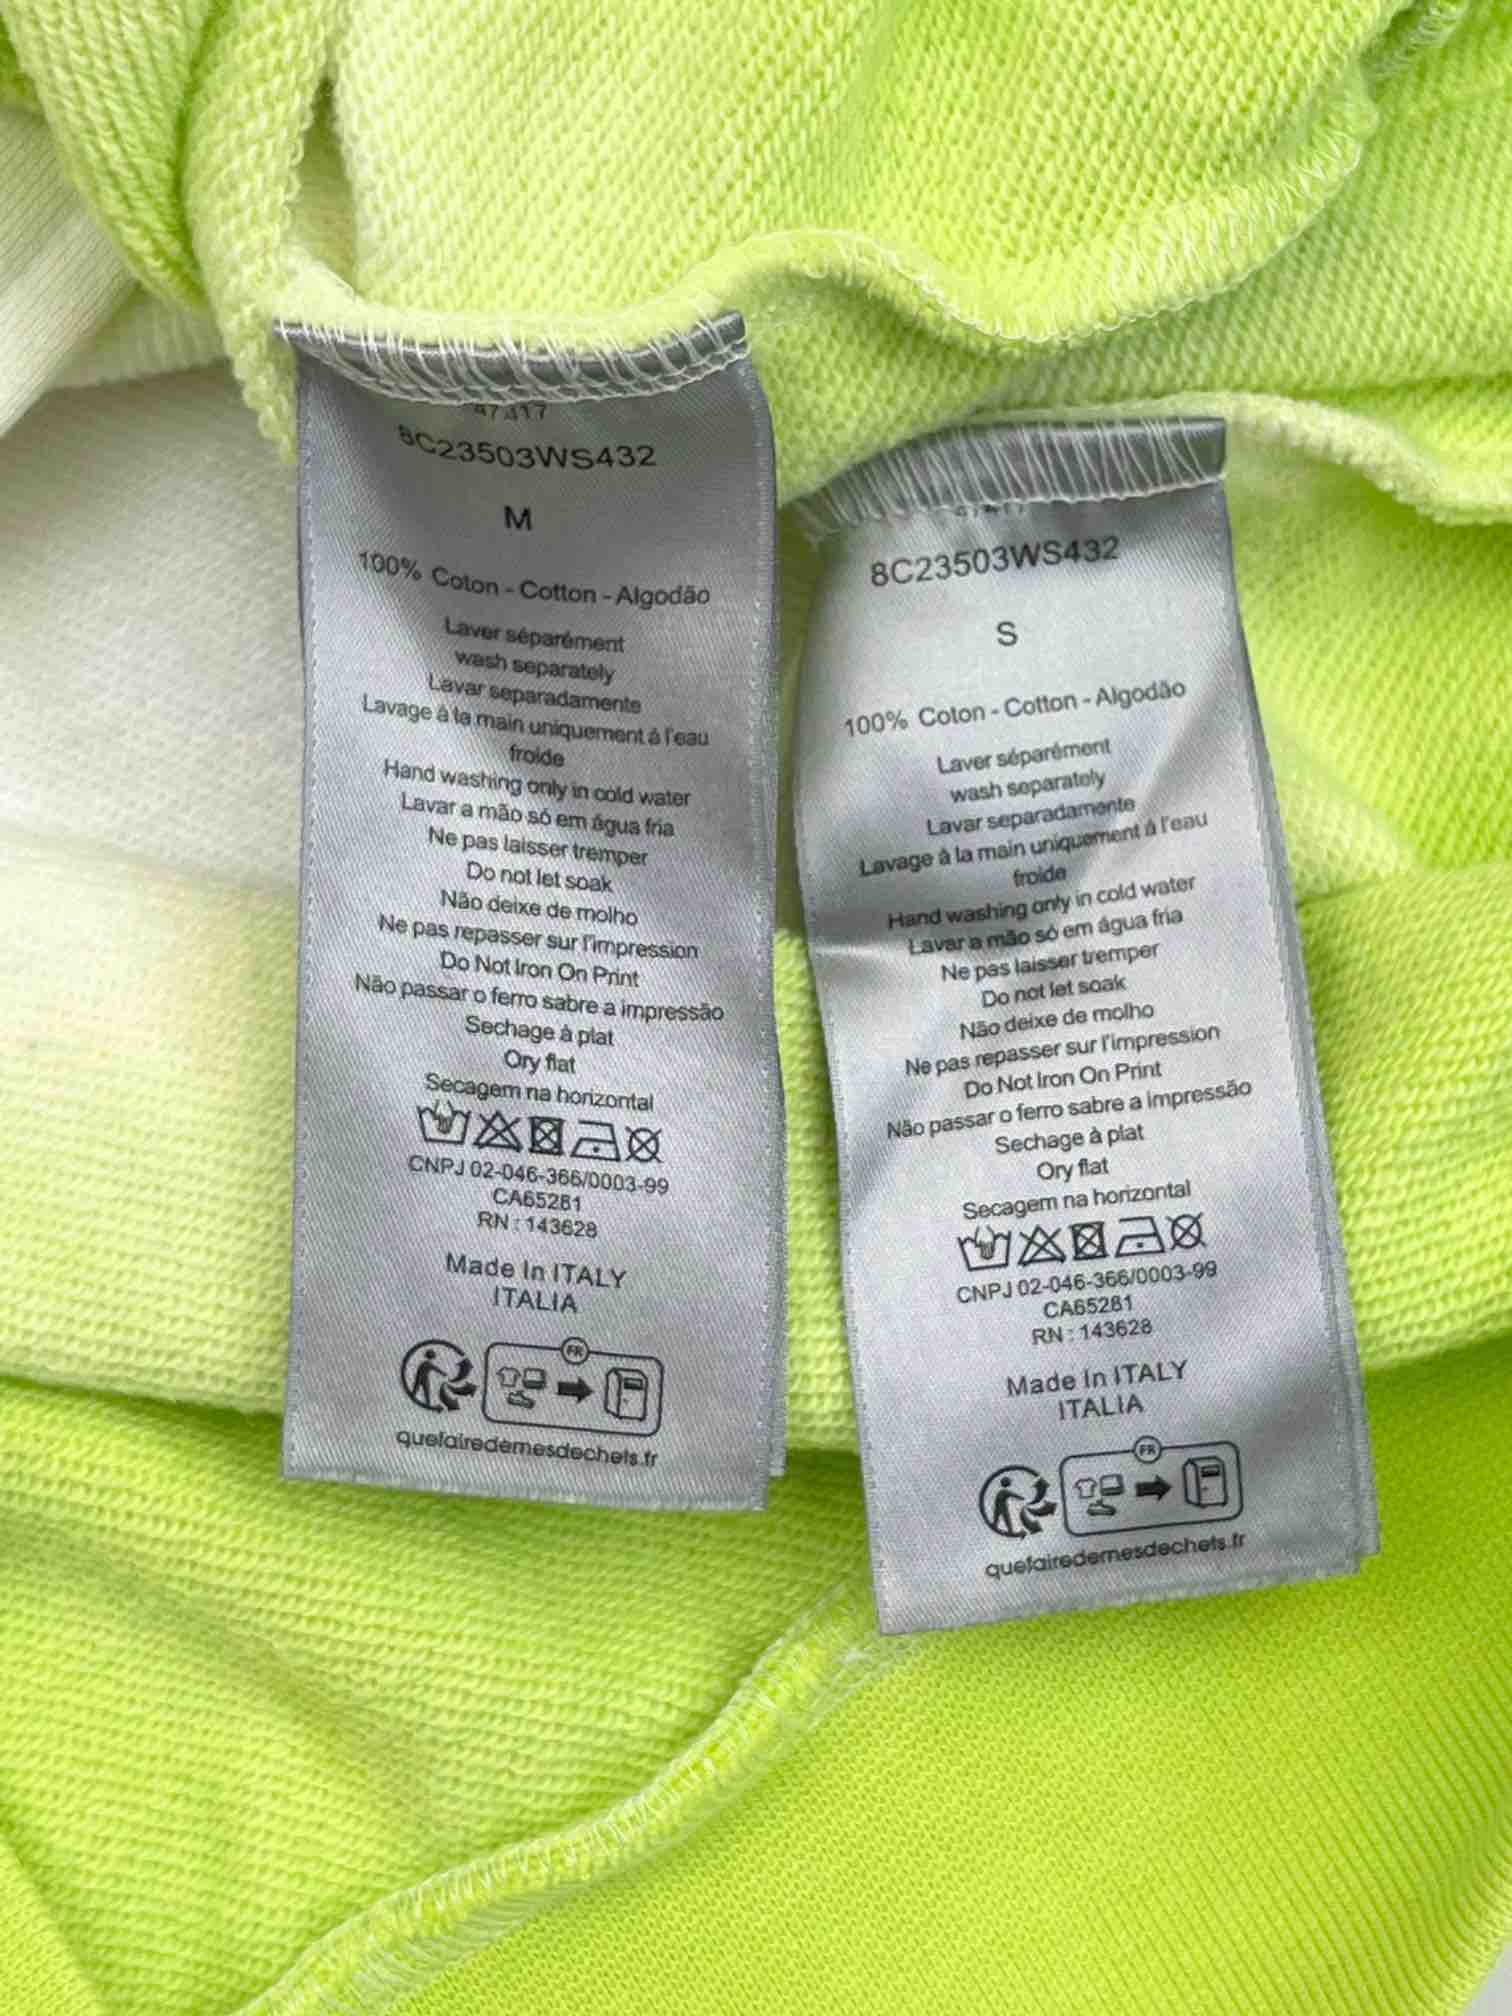 47417
8C23503WS432
M
100% Coton - Cotton - Algodão
Laver séparément
wash separately
Lavar separadamente
Lavage à la main uniquement à l'eau
froide
Hand washing only in cold water
Lavar a mão só em água fria
Ne pas laisser tremper
Do not let soak
Não deixe de molho
Ne pas repasser sur l'impression
Do Not Iron On Print
Não passar o ferro sabre a impressão
Sechage à plat
Ory flat
Secagem na horizontal
CNPJ 02-046-366/0003-99
CA65281
RN : 143628
Made In ITALY
ITALIA
FR
quefairedemesdechets.fr
8C23503WS432
S
100% Coton - Cotton - Algodão
Laver séparément
wash separately
Lavar separadamente
Lavage à la main uniquement à l'eau
froide
Hand washing only in cold water
Lavar a mão só em água fria
Ne pas laisser tremper
Do not let soak
Não deixe de molho
Ne pas repasser sur l'impression
Do Not Iron On Print
Não passar o ferro sabre a impressão
Sechage à plat
Ory flat
Secagem na horizontal
CNPJ 02-046-366/0003-99
CA65281
RN : 143628
Made In ITALY
ITALIA
FR
quefairedemesdechets.fr